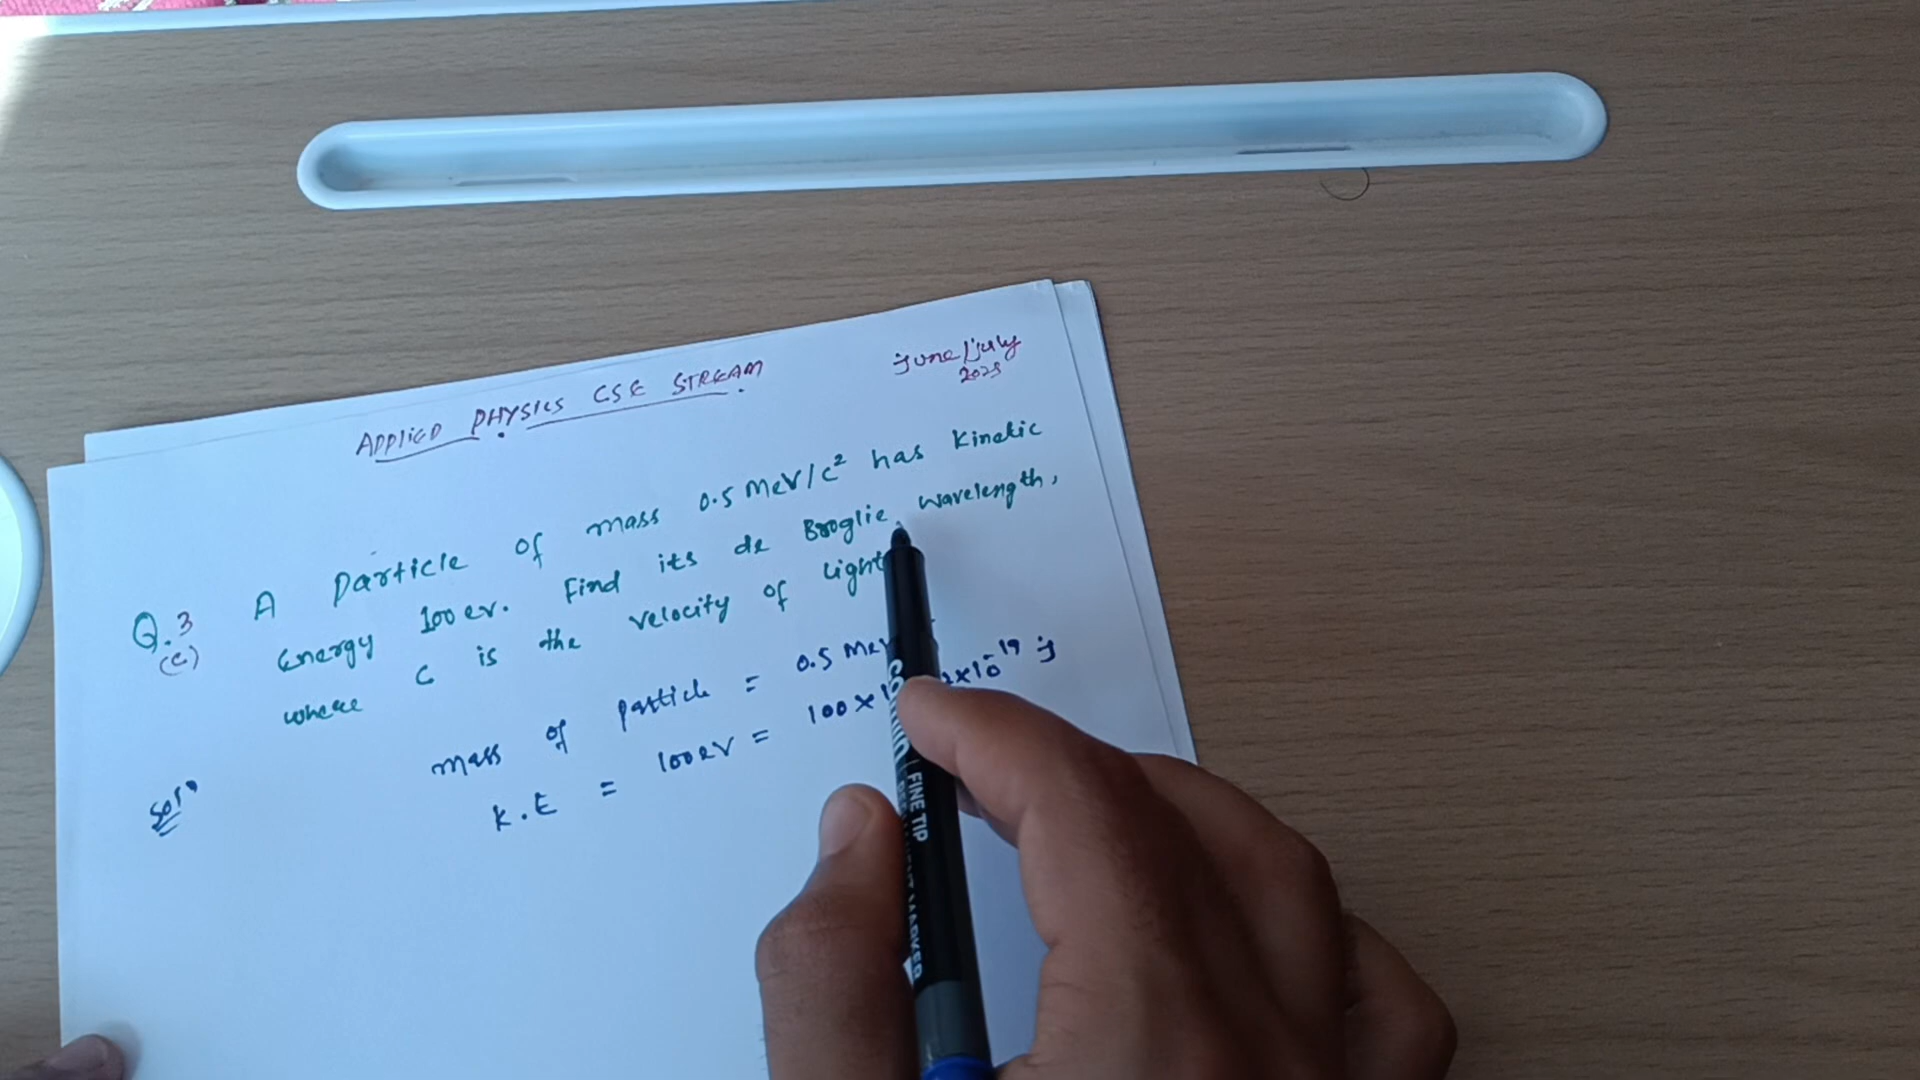 APPLIED PHYSICS CSE STREAM
june/july
2023
Q.3 A Particle of mass 0.5 MeV/c² has Kinetic
(c) Energy 100 ev. Find its de Broglie wavelength,
where c is the velocity of light
Solⁿ mass of particle = 0.5 MeV
K.E = 100eV = 100× ×10⁻¹⁹ j
FINE TIP